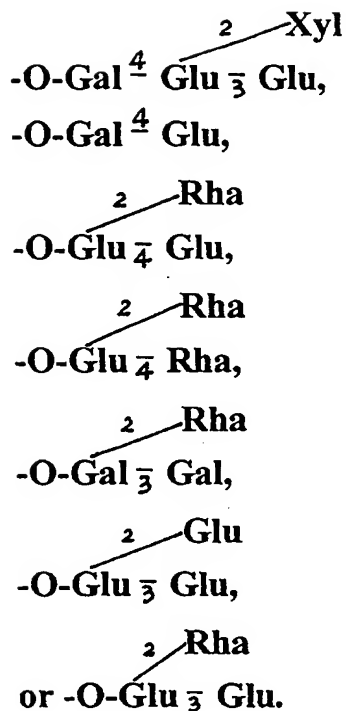 2 Xyl
-O-Gal 4 Glu 3 Glu,
-O-Gal 4 Glu,
2 Rha
-O-Glu 4 Glu,
2 Rha
-O-Glu 4 Rha,
2 Rha
-O-Gal 3 Gal,
2 Glu
-O-Glu 3 Glu,
2 Rha
or -O-Glu 3 Glu.